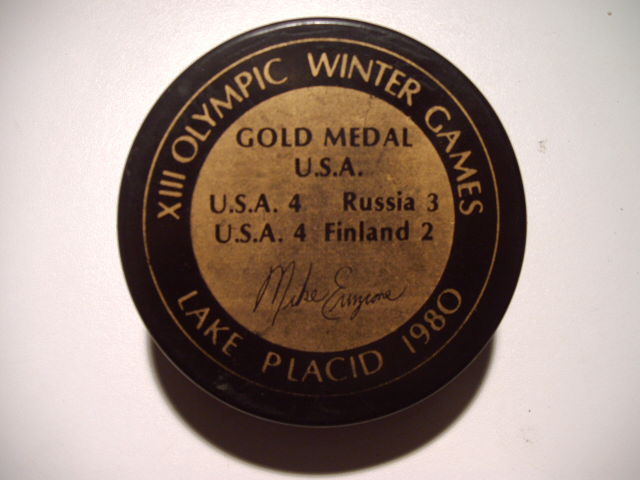 XIII OLYMPIC WINTER GAMES
GOLD MEDAL
U.S.A.
U.S.A. 4 Russia 3
U.S.A. 4 Finland 2
Mike Eruzione
LAKE PLACID 1980